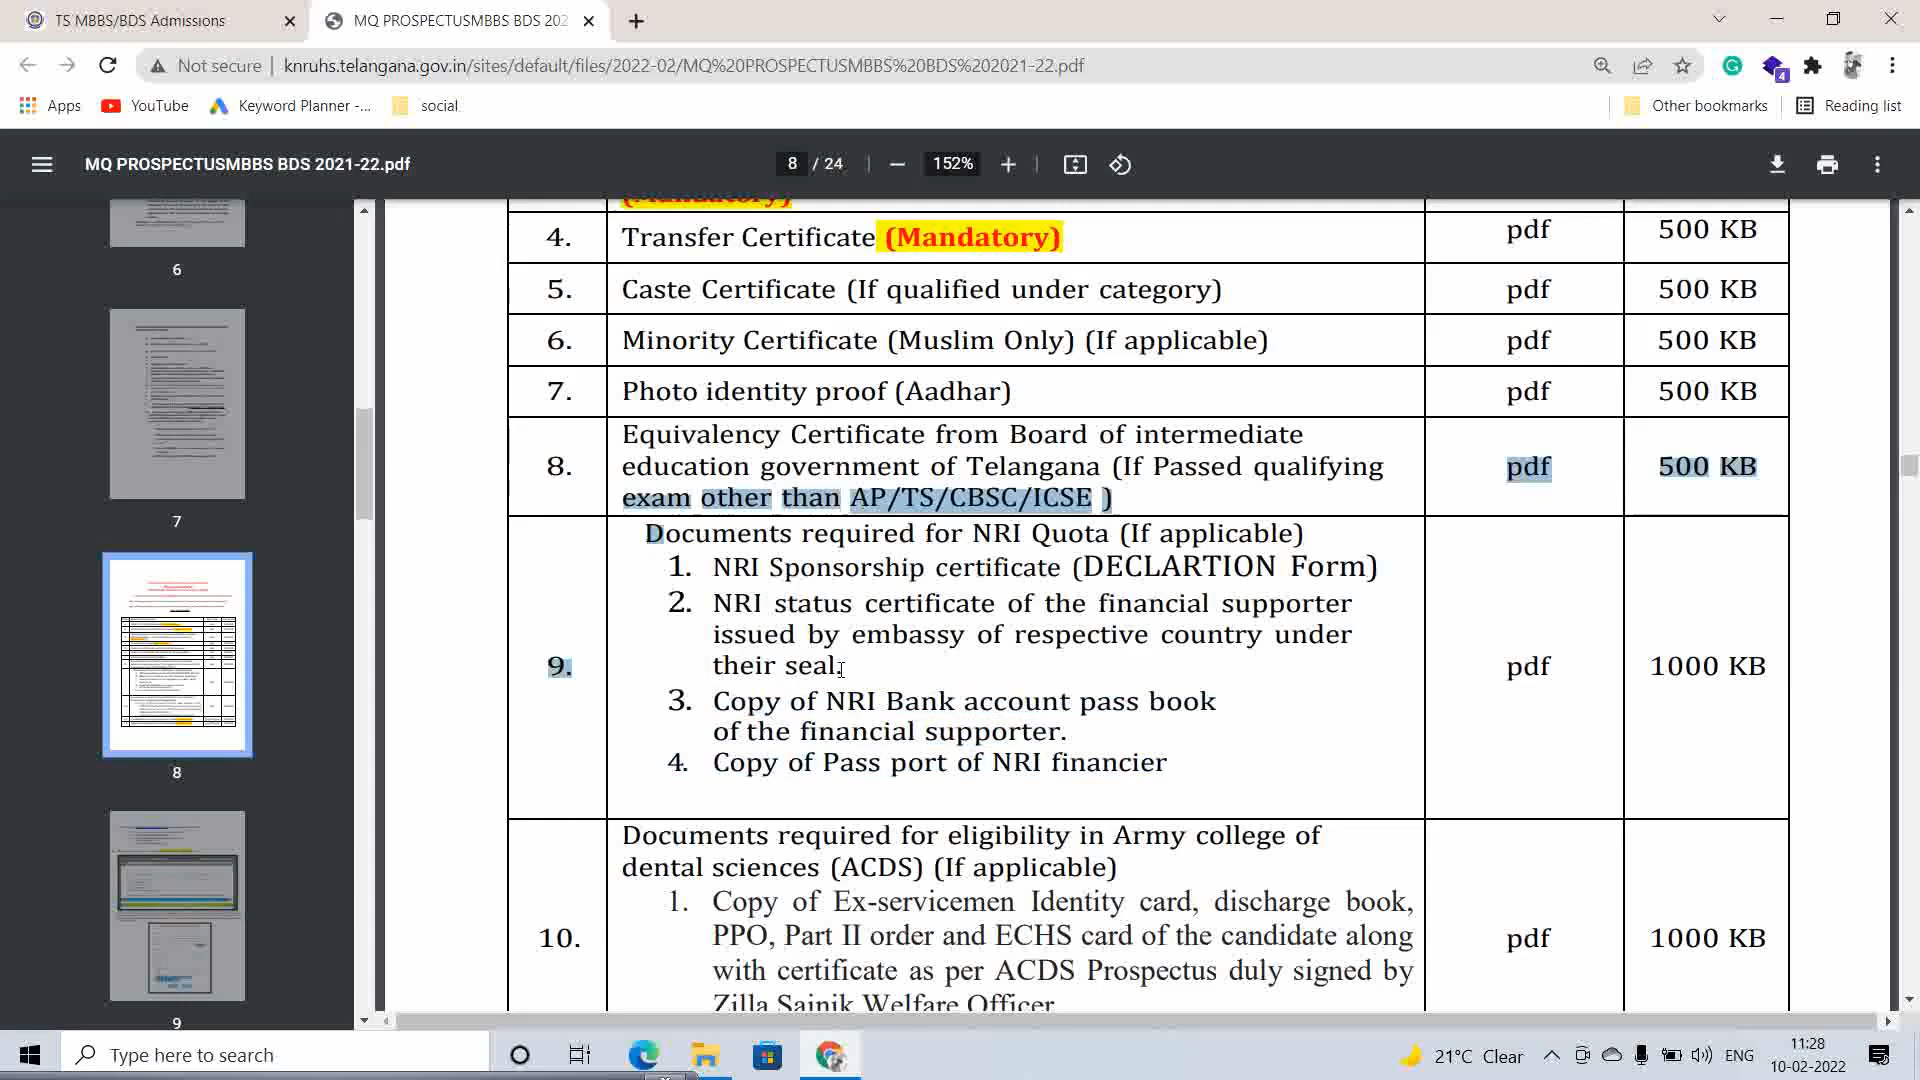 TS MBBS/BDS Admissions
MQ PROSPECTUSMBBS BDS 202
Not secure | knruhs.telangana.gov.in/sites/default/files/2022-02/MQ%20PROSPECTUSMBBS%20BDS%202021-22.pdf
4
Apps YouTube Keyword Planner -... social Other bookmarks Reading list
MQ PROSPECTUSMBBS BDS 2021-22.pdf 8 / 24 152%
6
7
8
9
(Mandatory)
4. Transfer Certificate (Mandatory) pdf 500 KB
5. Caste Certificate (If qualified under category) pdf 500 KB
6. Minority Certificate (Muslim Only) (If applicable) pdf 500 KB
7. Photo identity proof (Aadhar) pdf 500 KB
Equivalency Certificate from Board of intermediate
8. education government of Telangana (If Passed qualifying pdf 500 KB
exam other than AP/TS/CBSC/ICSE )
Documents required for NRI Quota (If applicable)
1. NRI Sponsorship certificate (DECLARTION Form)
2. NRI status certificate of the financial supporter
issued by embassy of respective country under
9. their seal. pdf 1000 KB
3. Copy of NRI Bank account pass book
of the financial supporter.
4. Copy of Pass port of NRI financier
Documents required for eligibility in Army college of
dental sciences (ACDS) (If applicable)
1. Copy of Ex-servicemen Identity card, discharge book,
10. PPO, Part II order and ECHS card of the candidate along pdf 1000 KB
with certificate as per ACDS Prospectus duly signed by
Zilla Sainik Welfare Officer
Type here to search
21°C Clear ENG 11:28
10-02-2022